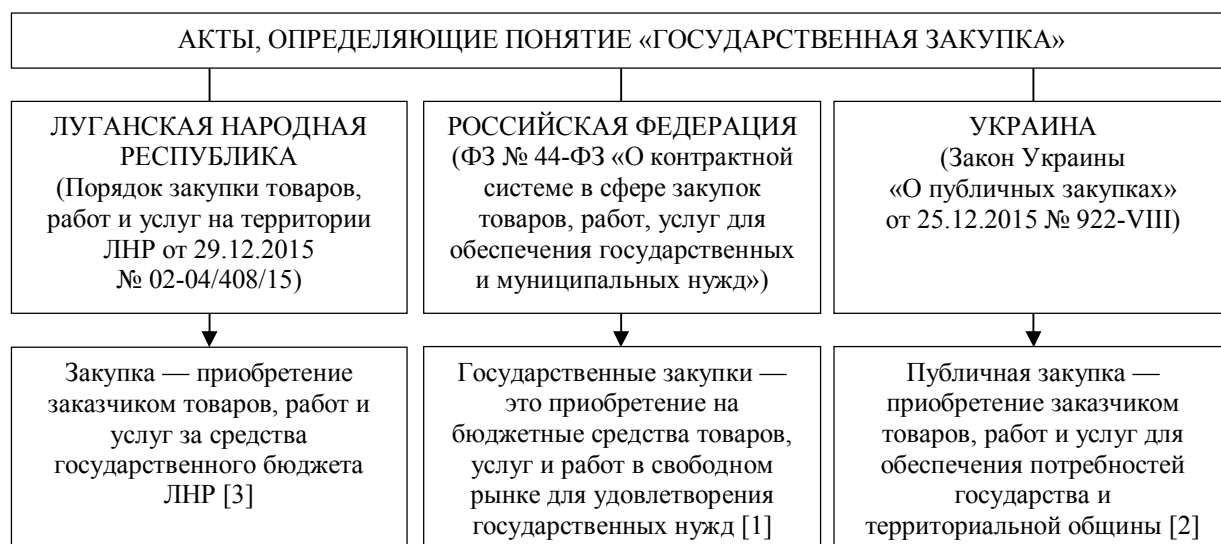 АКТЫ, ОПРЕДЕЛЯЮЩИЕ ПОНЯТИЕ «ГОСУДАРСТВЕННАЯ ЗАКУПКА»
ЛУГАНСКАЯ НАРОДНАЯ
РЕСПУБЛИКА
(Порядок закупки товаров,
работ и услуг на территории
ЛНР от 29.12.2015
№ 02-04/408/15)
РОССИЙСКАЯ ФЕДЕРАЦИЯ
(ФЗ № 44-ФЗ «О контрактной
системе в сфере закупок
товаров, работ, услуг для
обеспечения государственных
и муниципальных нужд»)
УКРАИНА
(Закон Украины
«О публичных закупках»
от 25.12.2015 № 922-VIII)
Закупка — приобретение
заказчиком товаров, работ и
услуг за средства
государственного бюджета
ЛНР [3]
Государственные закупки —
это приобретение на
бюджетные средства товаров,
услуг и работ в свободном
рынке для удовлетворения
государственных нужд [1]
Публичная закупка —
приобретение заказчиком
товаров, работ и услуг для
обеспечения потребностей
государства и
территориальной общины [2]